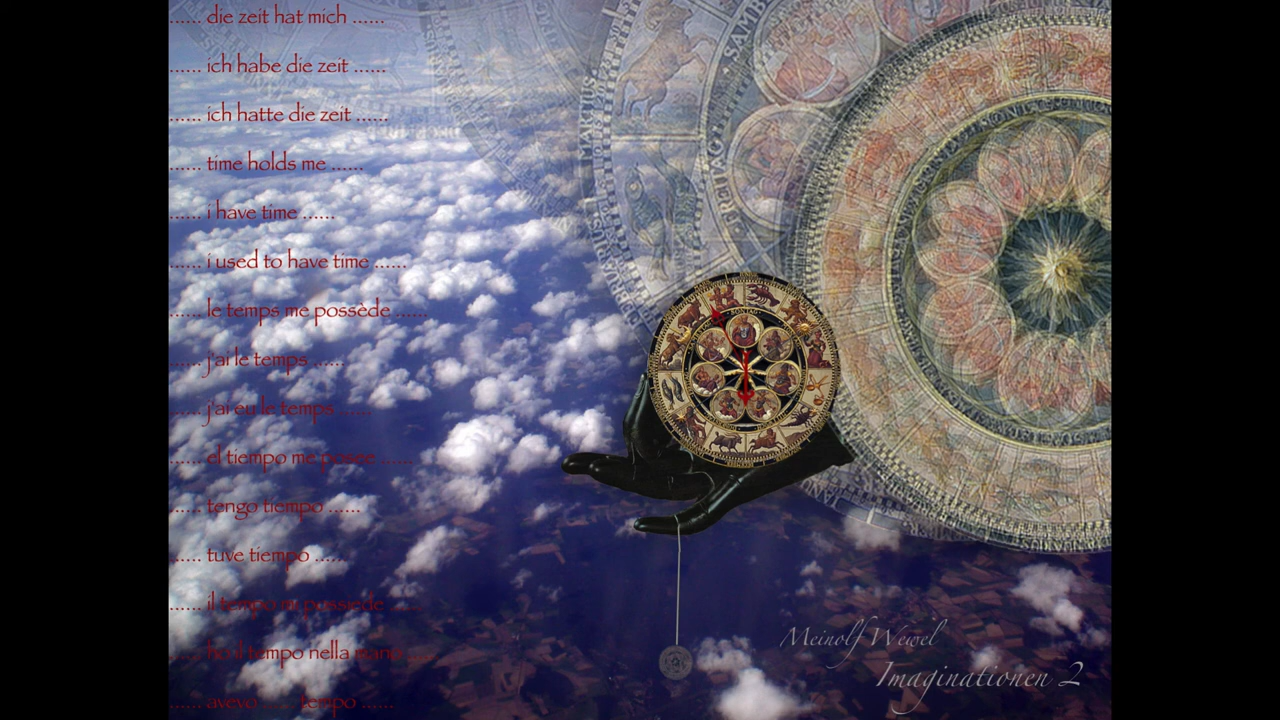 ...... die zeit hat mich ......
...... ich habe die zeit ......
...... ich hatte die zeit ......
...... time holds me ......
...... i have time ......
...... i used to have time ......
...... le temps me possède ......
...... j'ai le temps ......
...... j'ai eu le temps ......
...... el tiempo me posee ......
...... tengo tiempo ......
...... tuve tiempo ......
...... il tempo mi possiede ......
...... ho il tempo nella mano ......
...... avevo ...... tempo ......
Meinolf Wewel
Imaginationen 2